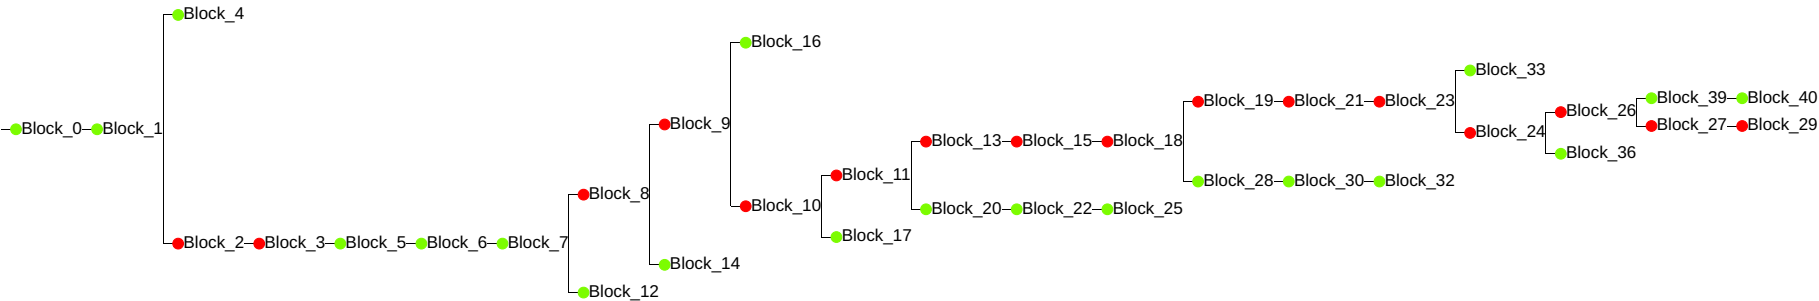 Block_4
Block_16
Block_33
Block_39
Block_40
Block_19
Block_21
Block_23
Block_26
Block_9
Block_27
Block_29
Block_0
Block_1
Block_24
Block_13
Block_15
Block_18
Block_36
Block_11
Block_28
Block_30
Block_32
Block_8
Block_10
Block_20
Block_22
Block_25
Block_17
Block_2
Block_3
Block_5
Block_6
Block_7
Block_14
Block_12